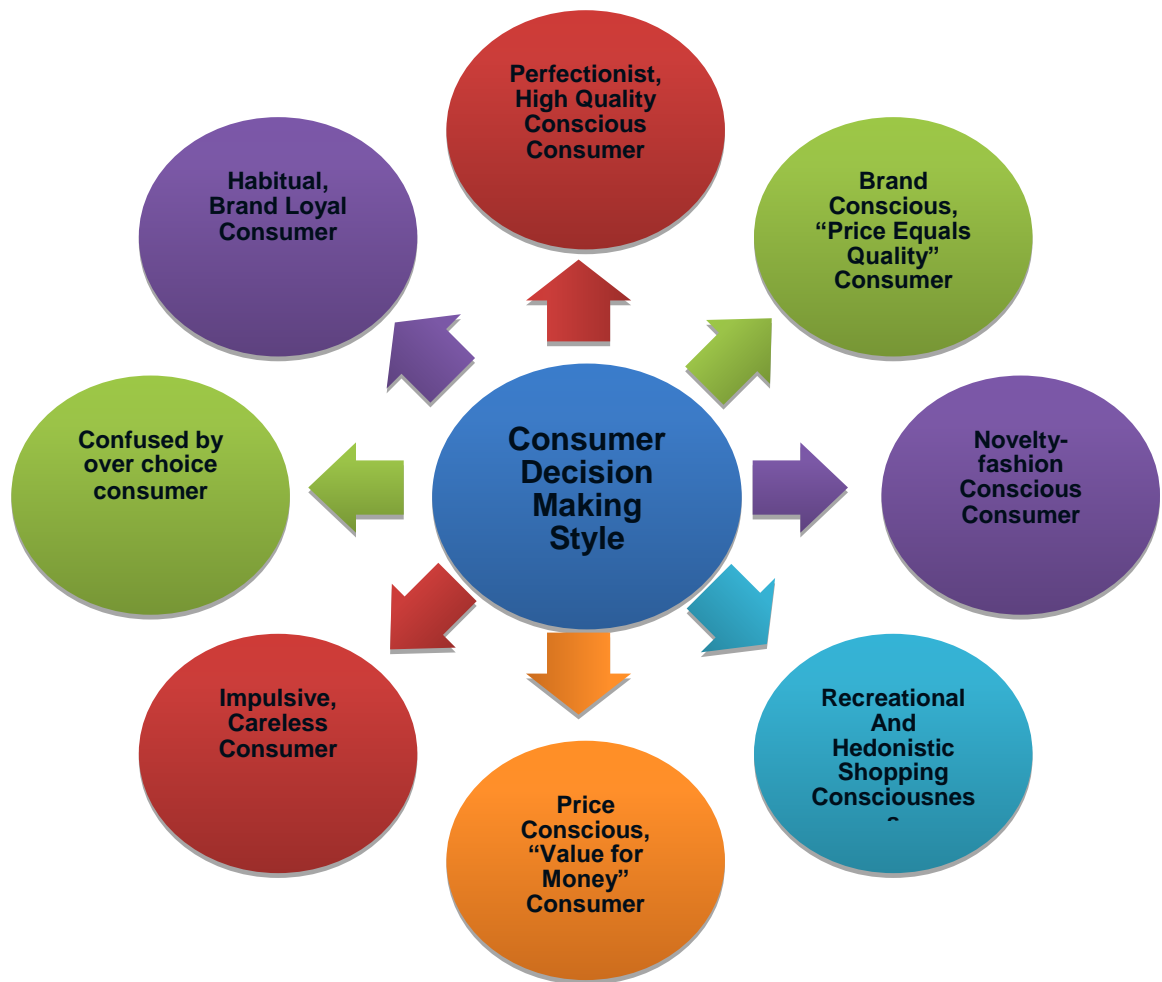 Perfectionist,
High Quality
Conscious
Consumer
Brand
Conscious,
“Price Equals
Quality”
Consumer
Novelty-
fashion
Conscious
Consumer
Recreational
And
Hedonistic
Shopping
Consciousnes
s
Price
Conscious,
“Value for
Money”
Consumer
Impulsive,
Careless
Consumer
Confused by
over choice
consumer
Habitual,
Brand Loyal
Consumer
Consumer
Decision
Making
Style